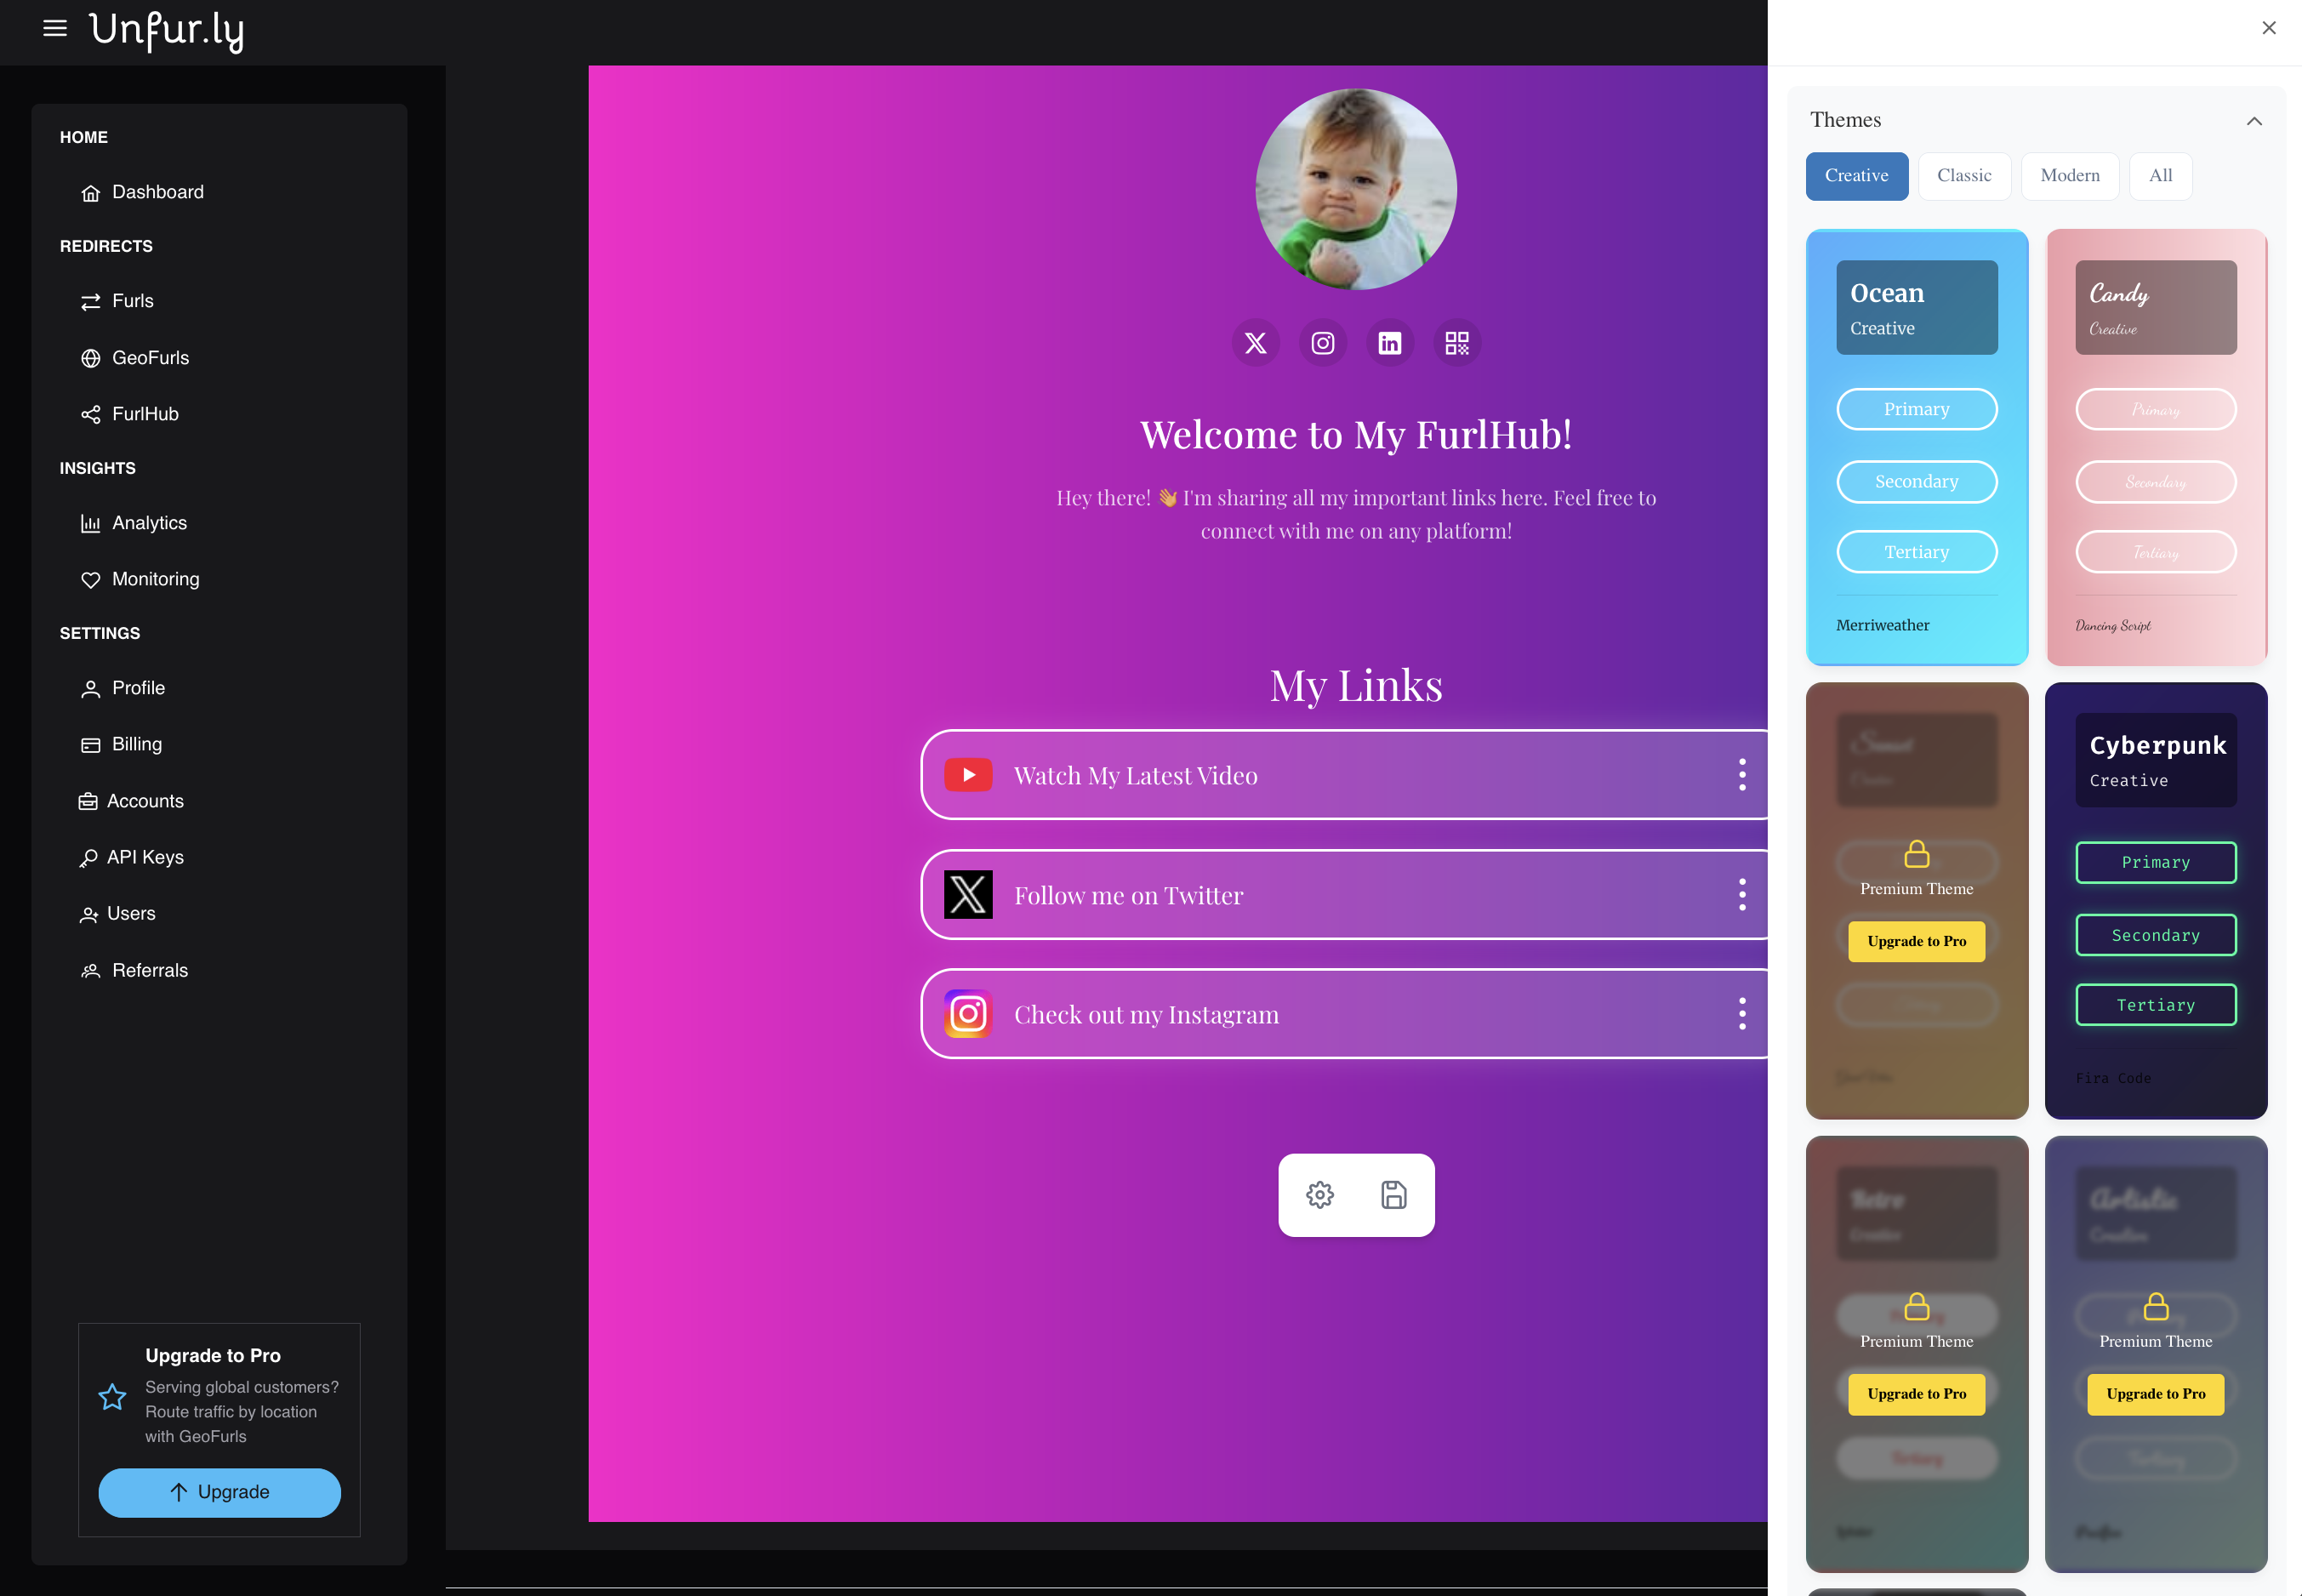 Unfur.ly
HOME
Dashboard
REDIRECTS
Furls
GeoFurls
FurlHub
INSIGHTS
Analytics
Monitoring
SETTINGS
Profile
Billing
Accounts
API Keys
Users
Referrals
Upgrade to Pro
Serving global customers?
Route traffic by location
with GeoFurls
Upgrade
Welcome to My FurlHub!
Hey there! 👋 I'm sharing all my important links here. Feel free to
connect with me on any platform!
My Links
Watch My Latest Video
Follow me on Twitter
Check out my Instagram
Themes
Creative
Classic
Modern
All
Ocean
Creative
Primary
Secondary
Tertiary
Merriweather
Candy
Creative
Primary
Secondary
Tertiary
Dancing Script
Premium Theme
Upgrade to Pro
Cyberpunk
Creative
Primary
Secondary
Tertiary
Fira Code
Retro
Creative
Premium Theme
Upgrade to Pro
Tertiary
Artistic
Creative
Premium Theme
Upgrade to Pro
Tertiary